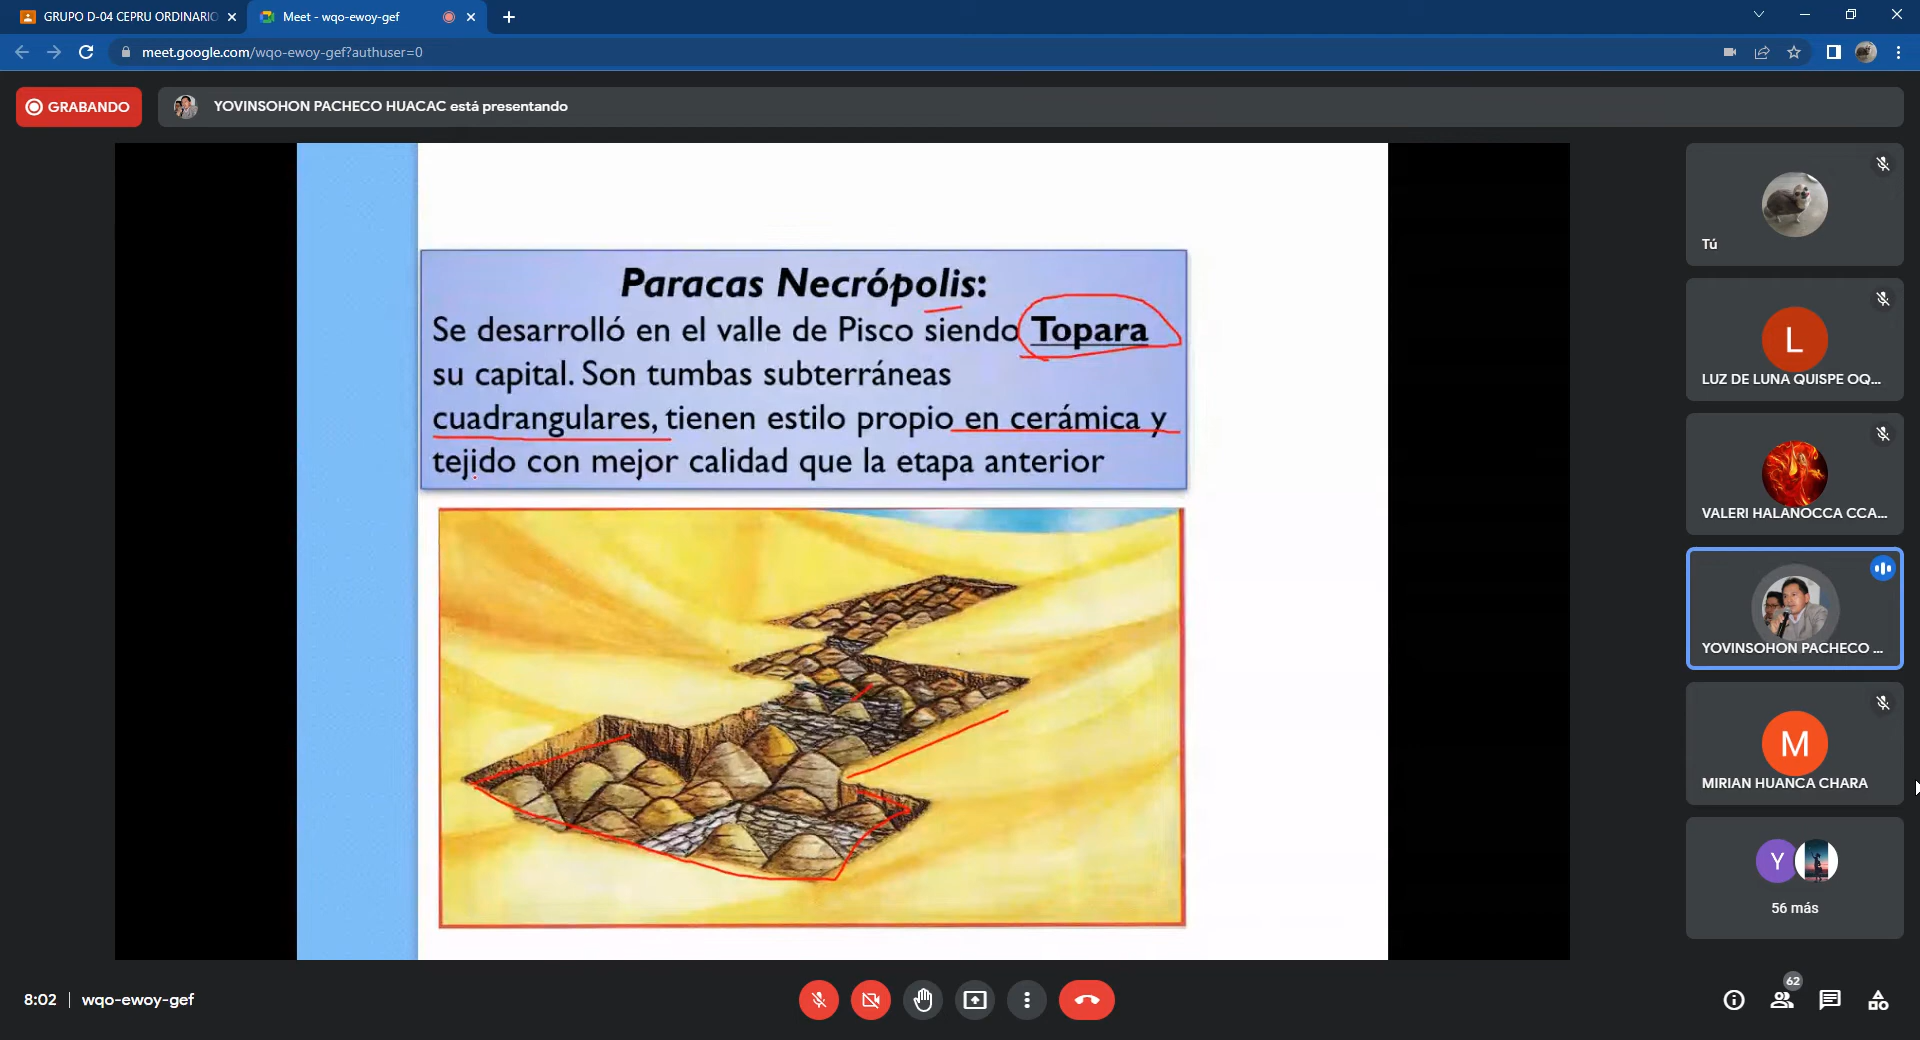 GRUPO D-04 CEPRU ORDINARIO
Meet - wqo-ewoy-gef
meet.google.com/wqo-ewoy-gef?authuser=0
GRABANDO
YOVINSOHON PACHECO HUACAC está presentando
Paracas Necrópolis:
Se desarrolló en el valle de Pisco siendo Topara
su capital. Son tumbas subterráneas
cuadrangulares, tienen estilo propio en cerámica y
tejido con mejor calidad que la etapa anterior
Tú
L
LUZ DE LUNA QUISPE OQ...
VALERI HALANOCCA CCA...
YOVINSOHON PACHECO ...
M
MIRIAN HUANCA CHARA
Y
56 más
8:02 | wqo-ewoy-gef
62